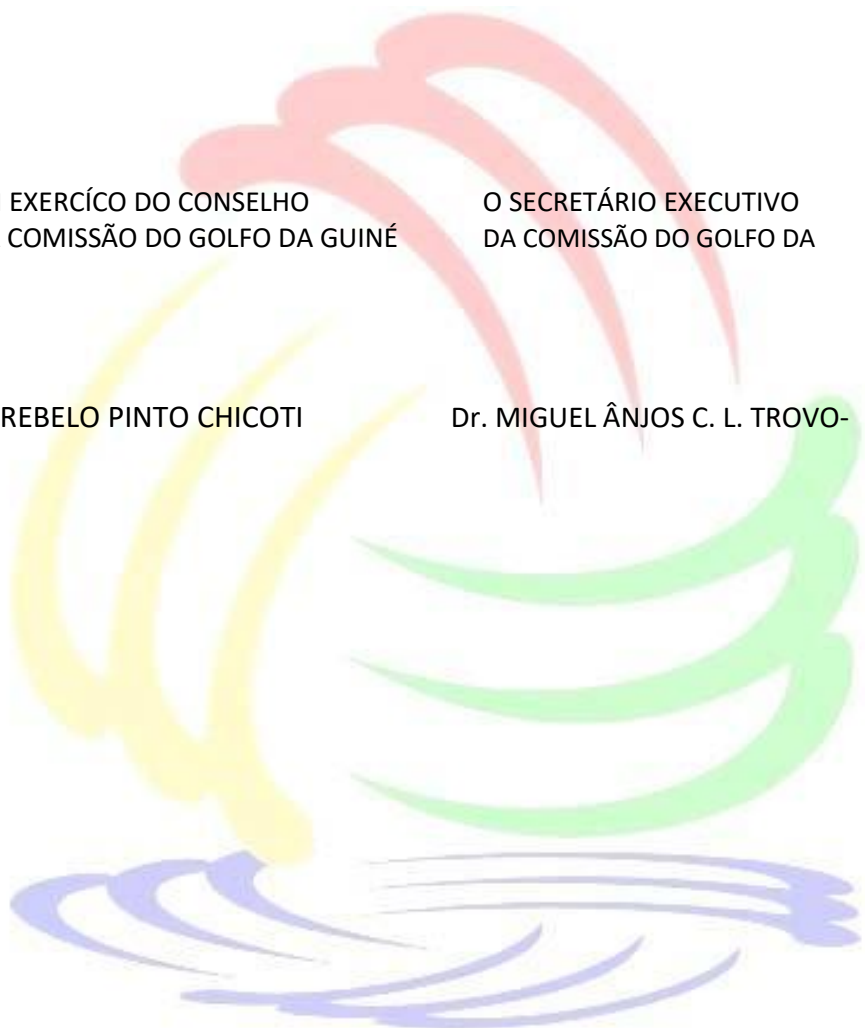 EXERCÍCO DO CONSELHO
COMISSÃO DO GOLFO DA GUINÉ
O SECRETÁRIO EXECUTIVO
DA COMISSÃO DO GOLFO DA
REBELO PINTO CHICOTI
Dr. MIGUEL ÂNJOS C. L. TROVO-